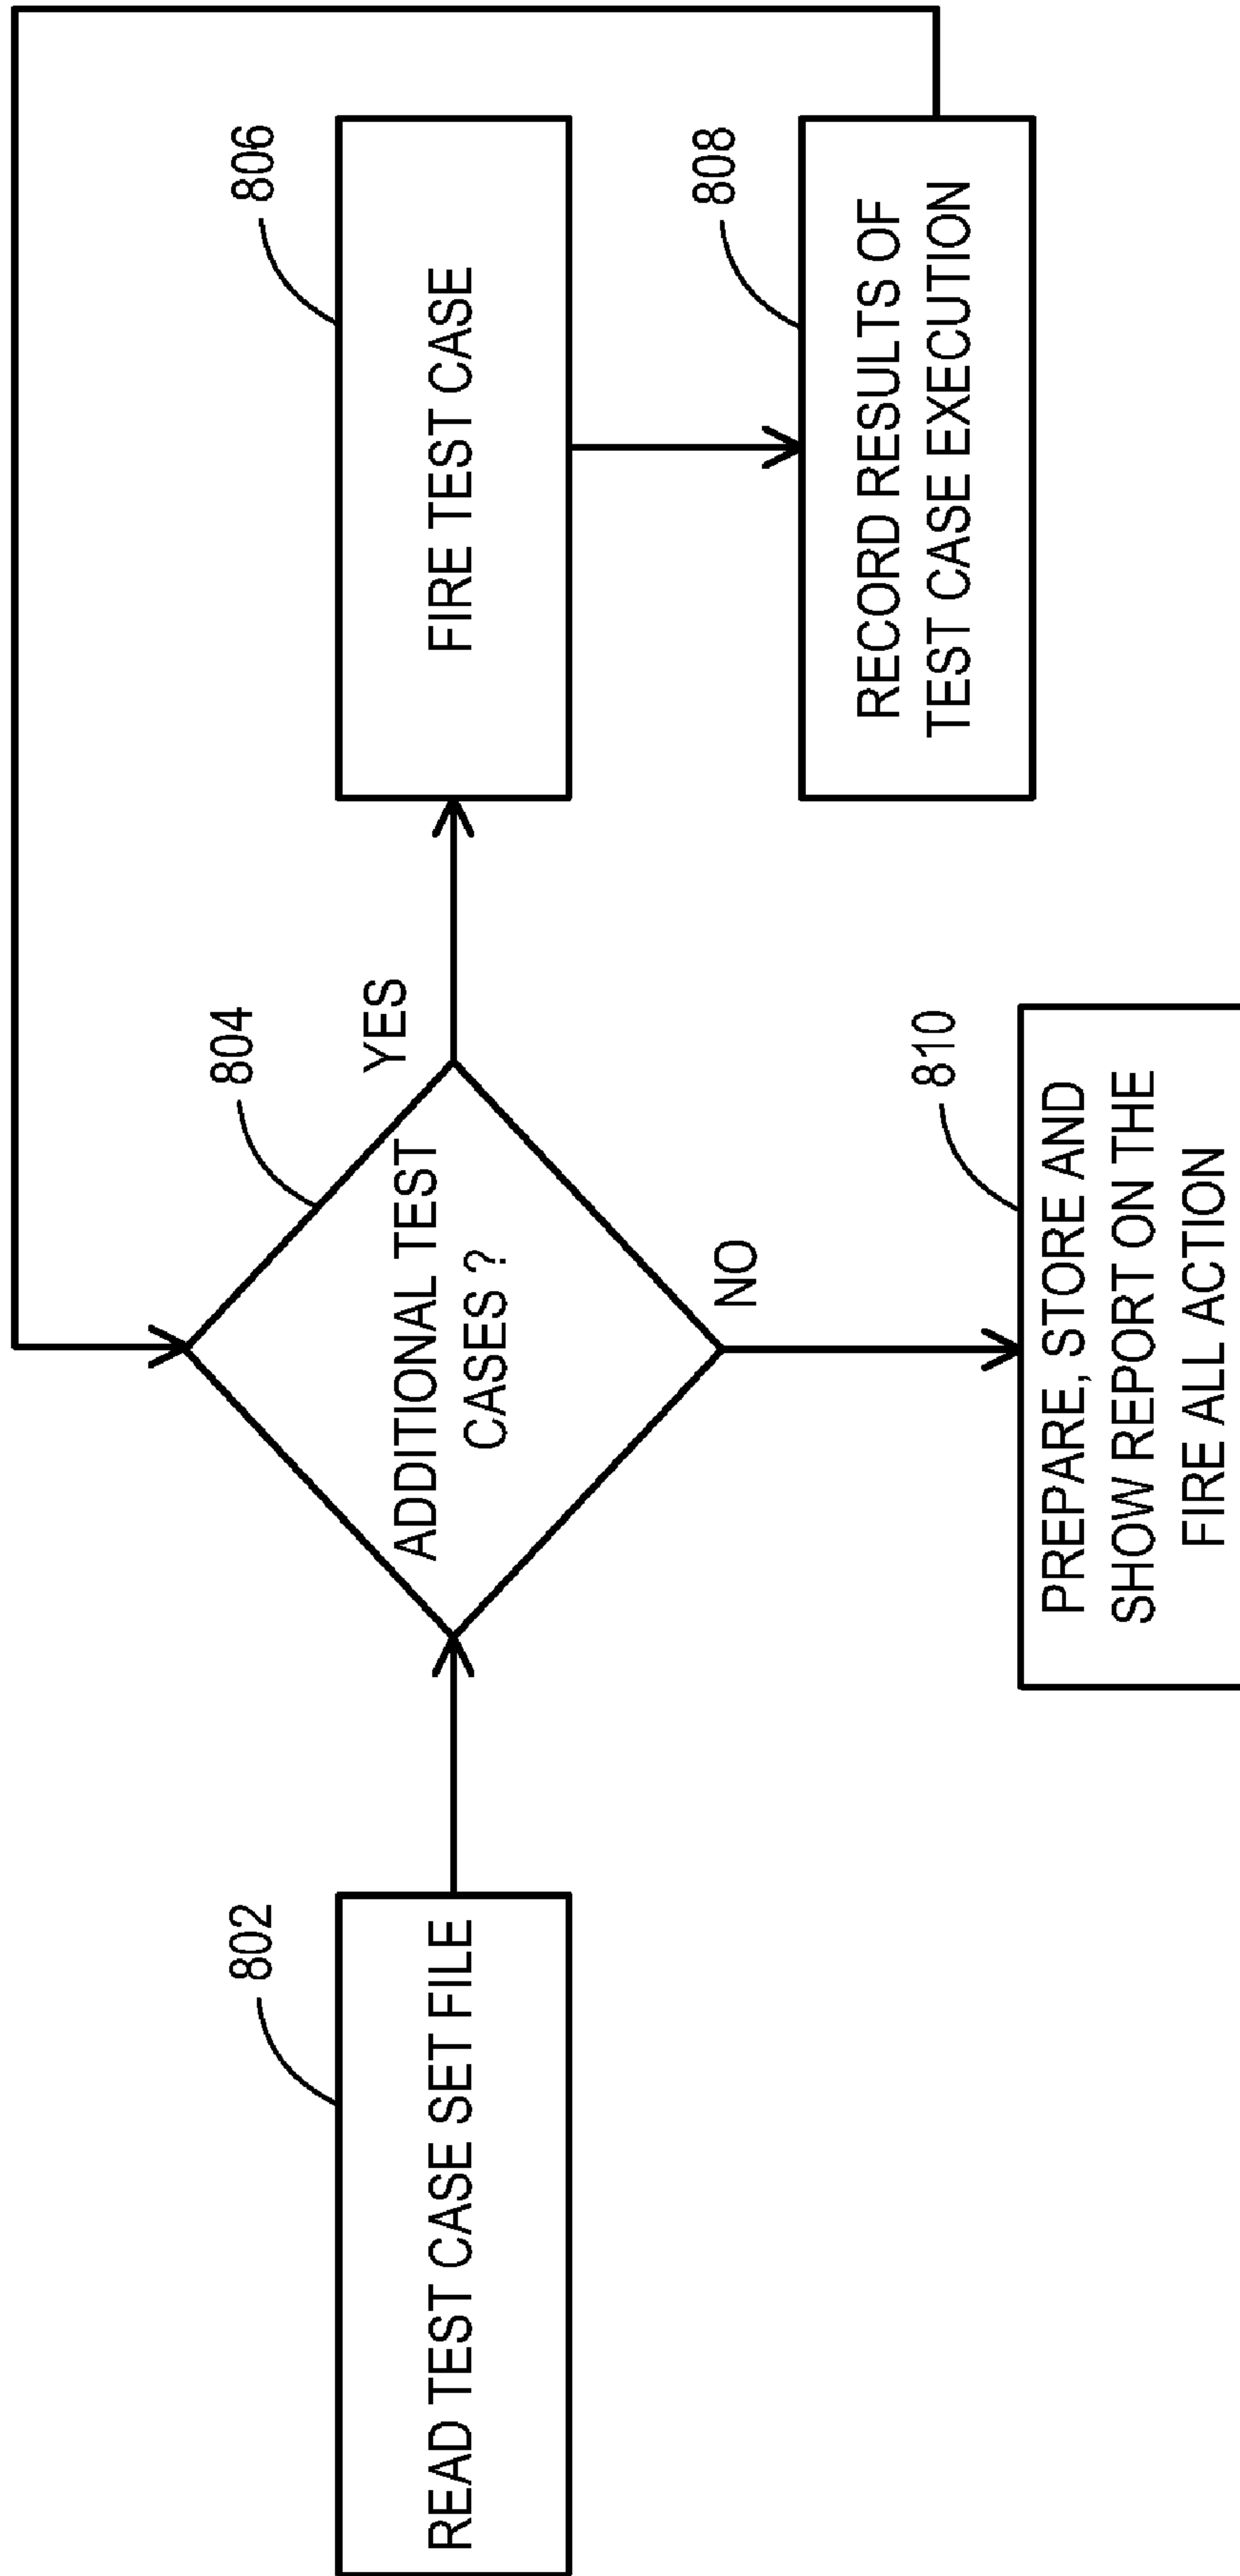 802
READ TEST CASE SET FILE
804
ADDITIONAL TEST
CASES ?
YES
NO
806
FIRE TEST CASE
808
RECORD RESULTS OF
TEST CASE EXECUTION
810
PREPARE, STORE AND
SHOW REPORT ON THE
FIRE ALL ACTION